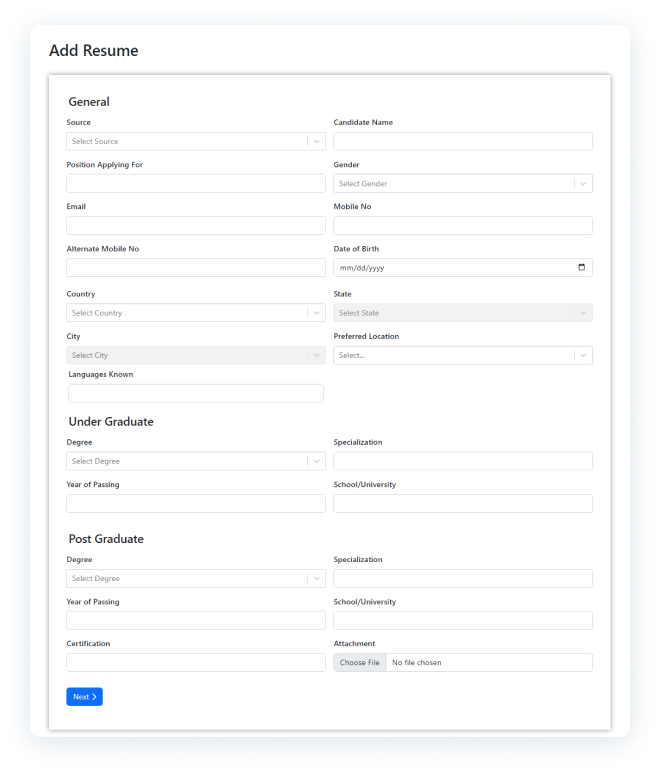 Add Resume
General
Source
Candidate Name
Select Source
Position Applying For
Gender
Select Gender
Email
Mobile No
Alternate Mobile No
Date of Birth
mm/dd/yyyy
Country
State
Select Country
Select State
City
Preferred Location
Select City
Select...
Languages Known
Under Graduate
Degree
Specialization
Select Degree
Year of Passing
School/University
Post Graduate
Degree
Specialization
Select Degree
Year of Passing
School/University
Certification
Attachment
Choose File
No file chosen
Next